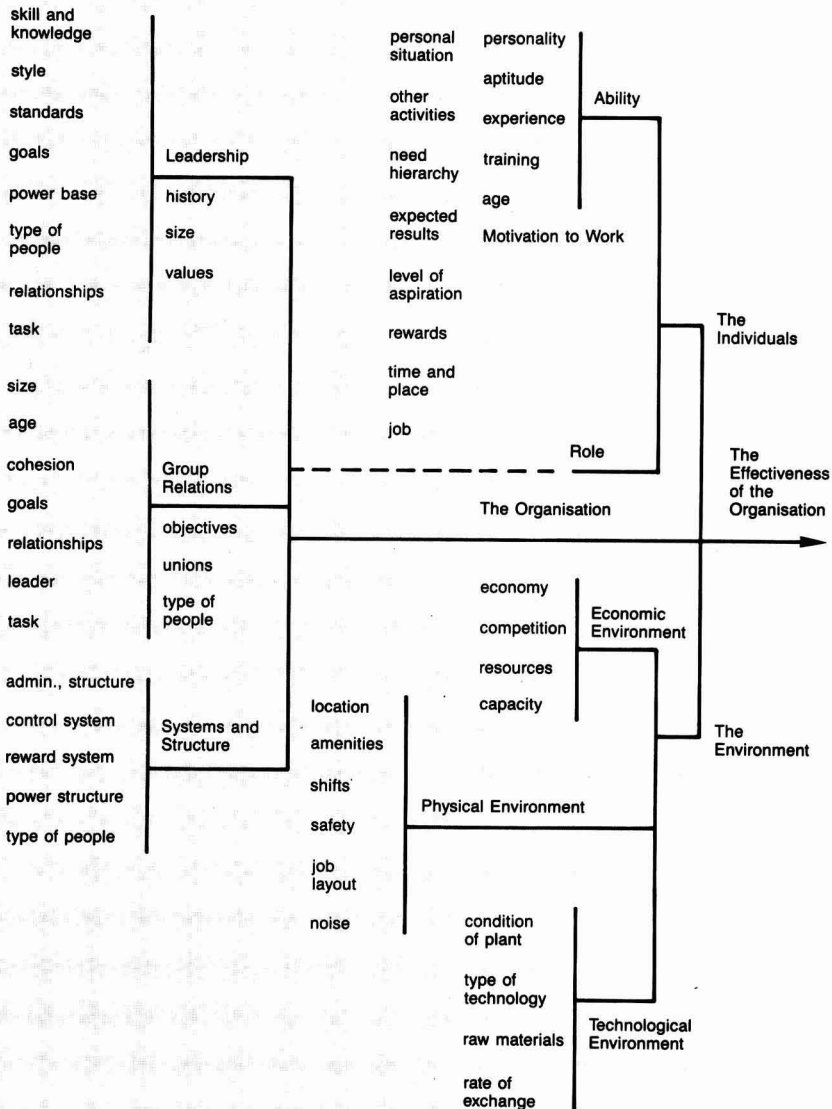 skill and
knowledge
style
standards
goals
power base
type of
people
relationships
task
Leadership
history
size
values
size
age
cohesion
goals
relationships
leader
task
Group
Relations
objectives
unions
type of
people
admin., structure
control system
reward system
power structure
type of people
Systems and
Structure
personal
situation
other
activities
need
hierarchy
expected
results
level of
aspiration
rewards
time and
place
job
personality
aptitude
experience
training
age
Ability
Motivation to Work
Role
The
Individuals
The Organisation
The
Effectiveness
of the
Organisation
economy
competition
resources
capacity
Economic
Environment
The
Environment
location
amenities
shifts
safety
job
layout
noise
Physical Environment
condition
of plant
type of
technology
raw materials
rate of
exchange
Technological
Environment